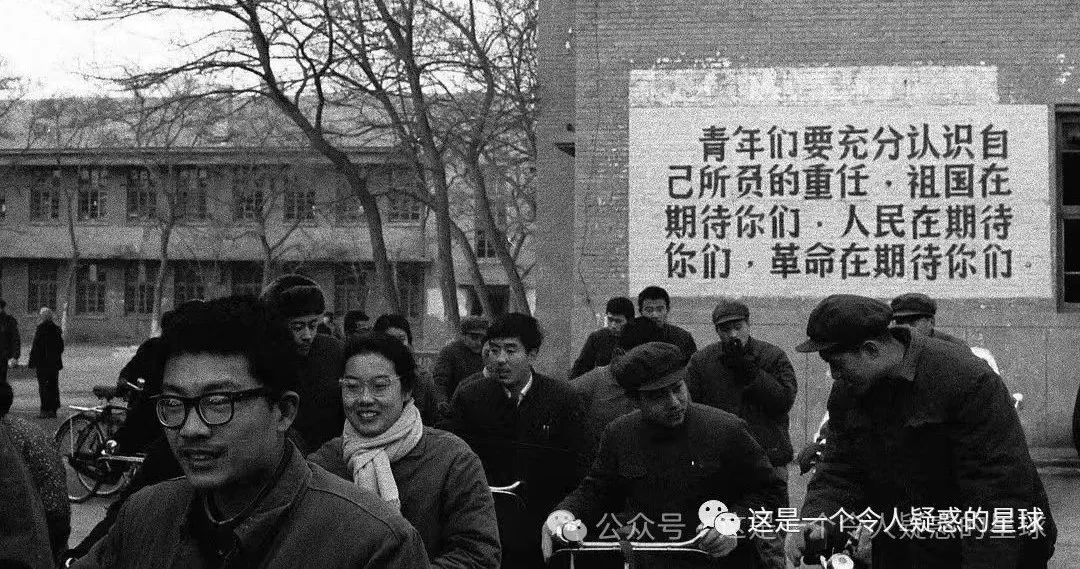 青年们要充分认识自
己所负的重任，祖国在
期待你们，人民在期待
你们，革命在期待你们。
公众号
这是一个令人疑惑的星球